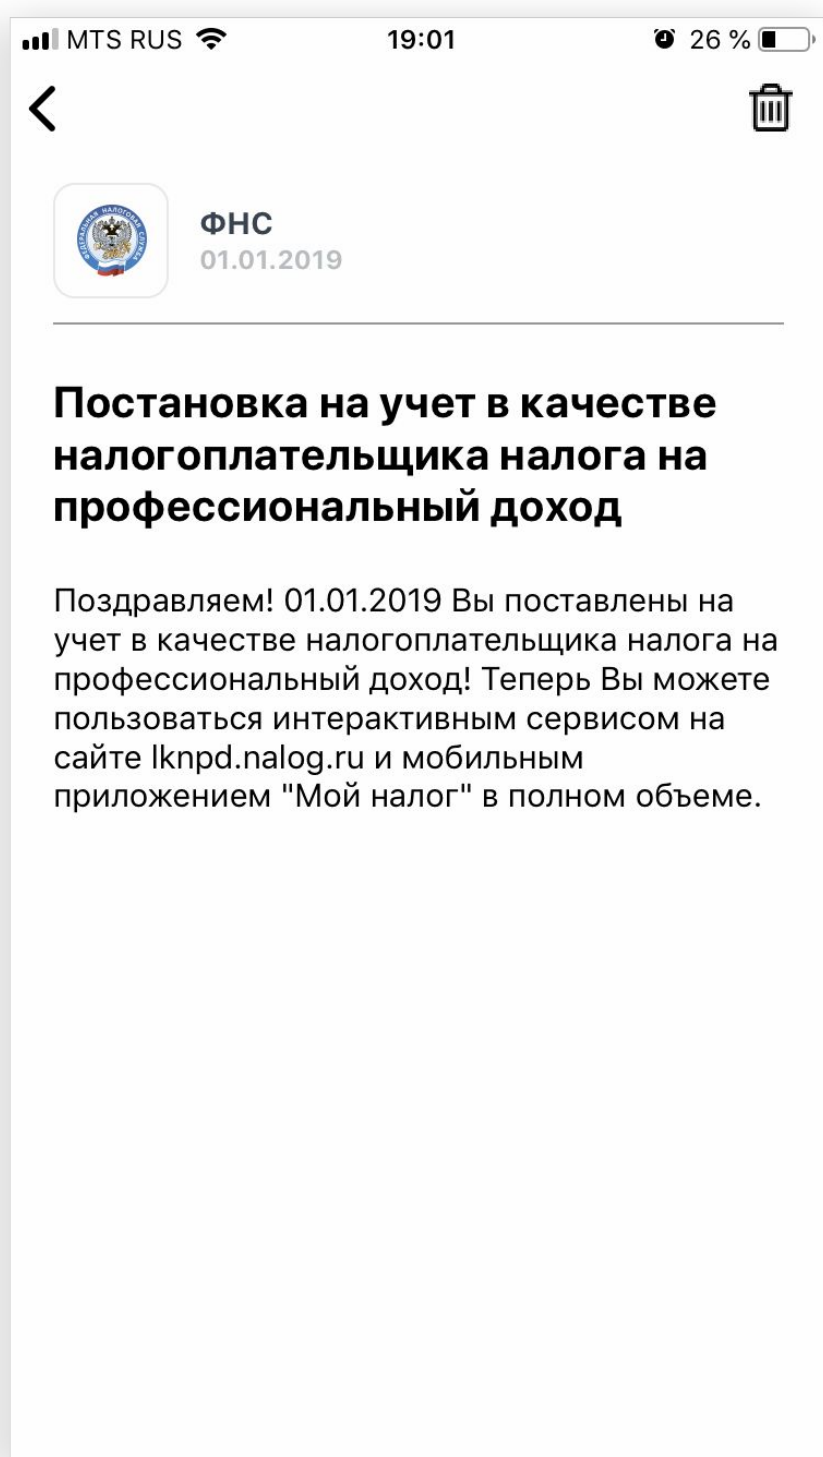 MTS RUS 19:01 26 %
ФНС
01.01.2019
Постановка на учет в качестве
налогоплательщика налога на
профессиональный доход
Поздравляем! 01.01.2019 Вы поставлены на
учет в качестве налогоплательщика налога на
профессиональный доход! Теперь Вы можете
пользоваться интерактивным сервисом на
сайте lknpd.nalog.ru и мобильным
приложением "Мой налог" в полном объеме.